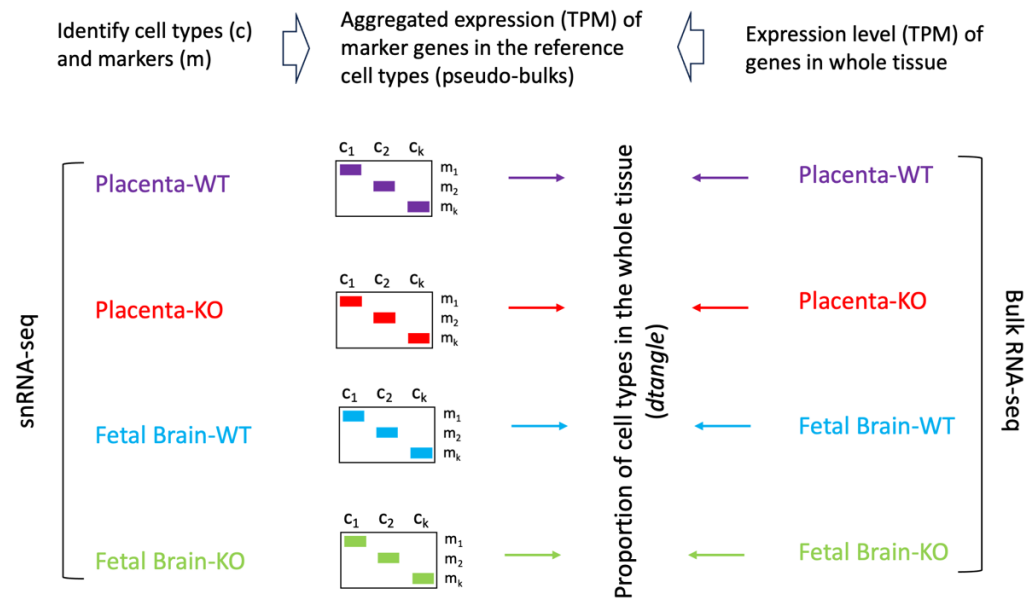 Identify cell types (c)
and markers (m)
Aggregated expression (TPM) of
marker genes in the reference
cell types (pseudo-bulks)
Expression level (TPM) of
genes in whole tissue
snRNA-seq
Placenta-WT
c1 c2 ck
m1
m2
mk
Placenta-WT
Placenta-KO
c1 c2 ck
m1
m2
mk
Placenta-KO
Fetal Brain-WT
c1 c2 ck
m1
m2
mk
Fetal Brain-WT
Fetal Brain-KO
c1 c2 ck
m1
m2
mk
Fetal Brain-KO
Proportion of cell types in the whole tissue
(dtangle)
Bulk RNA-seq